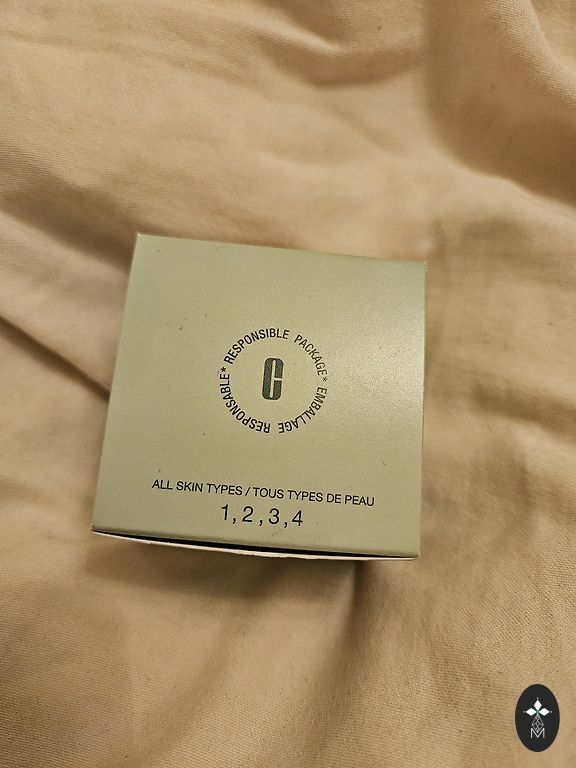 RESPONSIBLE PACKAGE* EMBALLAGE RESPONSABLE*
C
ALL SKIN TYPES / TOUS TYPES DE PEAU
1,2,3,4
M